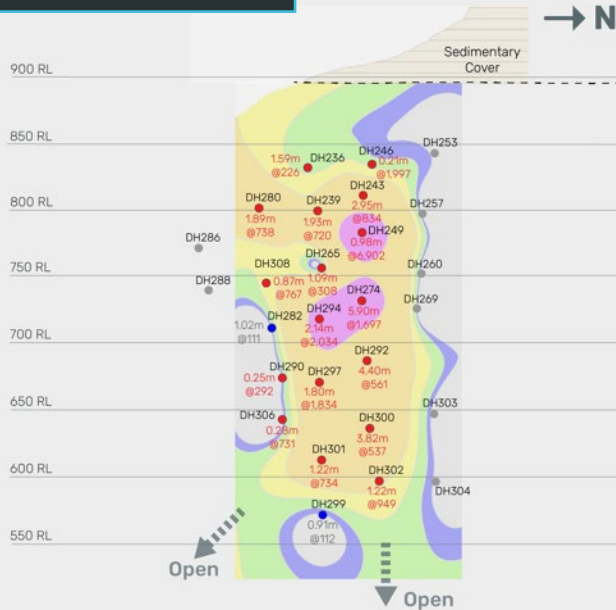 N
Sedimentary
Cover
900 RL
850 RL
DH253
DH246
DH236
1.59m
@226
0.21m
@1,997
DH243
2.95m
@834
DH280
1.89m
@738
DH239
1.93m
@720
DH257
800 RL
DH249
0.98m
@6,902
DH286
DH265
1.09m
@308
DH260
750 RL
DH308
0.87m
@767
DH288
DH274
5.90m
@1,697
DH269
DH294
2.14m
@2,034
DH282
1.02m
@111
700 RL
DH292
4.40m
@561
DH290
0.25m
@292
DH297
1.80m
@1,834
650 RL
DH303
DH306
0.28m
@731
DH300
3.82m
@537
DH301
1.22m
@734
600 RL
DH302
1.22m
@949
DH304
DH299
0.91m
@112
550 RL
Open
Open